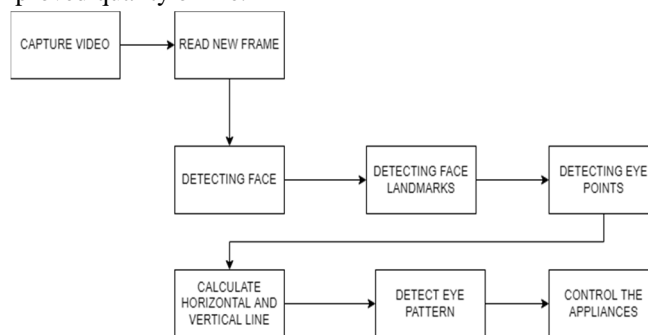 CAPTURE VIDEO
READ NEW FRAME
DETECTING FACE
DETECTING FACE
LANDMARKS
DETECTING EYE
POINTS
CALCULATE
HORIZONTAL AND
VERTICAL LINE
DETECT EYE
PATTERN
CONTROL THE
APPLIANCES